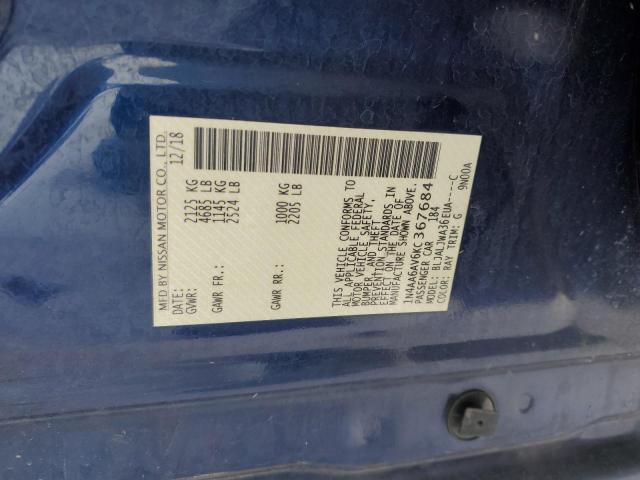 MFD BY NISSAN MOTOR CO., LTD.
DATE: 12/18
GVWR: 2125 KG
4685 LB
GAWR FR.: 1145 KG
2524 LB
GAWR RR.: 1000 KG
2205 LB
THIS VEHICLE CONFORMS TO
ALL APPLICABLE FEDERAL
MOTOR VEHICLE SAFETY,
BUMPER, AND THEFT
PREVENTION STANDARDS IN
EFFECT ON THE DATE OF
MANUFACTURE SHOWN ABOVE.
1N4AA6AV6KC367684
PASSENGER CAR 184
MODEL: BLJALJWA36EUA----C
COLOR: RAY TRIM: G 9W00A